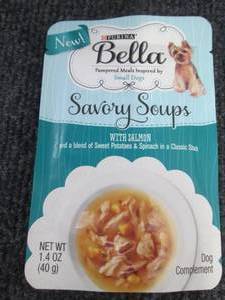 New!
PURINA
Bella
Pampered Meals Inspired by
Small Dogs
Savory Soups
WITH SALMON
and a blend of Sweet Potatoes & Spinach in a Classic Stock
NET WT
1.4 OZ
(40 g)
Dog
Complement